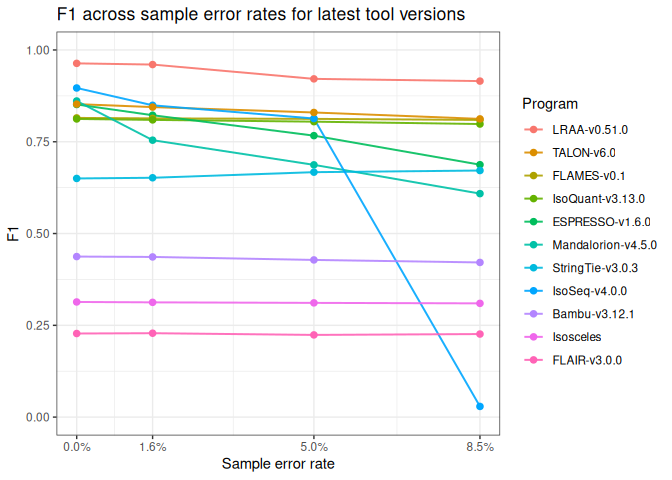 F1 across sample error rates for latest tool versions
1.00
0.75
0.50
0.25
0.00
F1
0.0%
1.6%
5.0%
8.5%
Sample error rate
Program
LRAA-v0.51.0
TALON-v6.0
FLAMES-v0.1
IsoQuant-v3.13.0
ESPRESSO-v1.6.0
Mandalorion-v4.5.0
StringTie-v3.0.3
IsoSeq-v4.0.0
Bambu-v3.12.1
Isosceles
FLAIR-v3.0.0